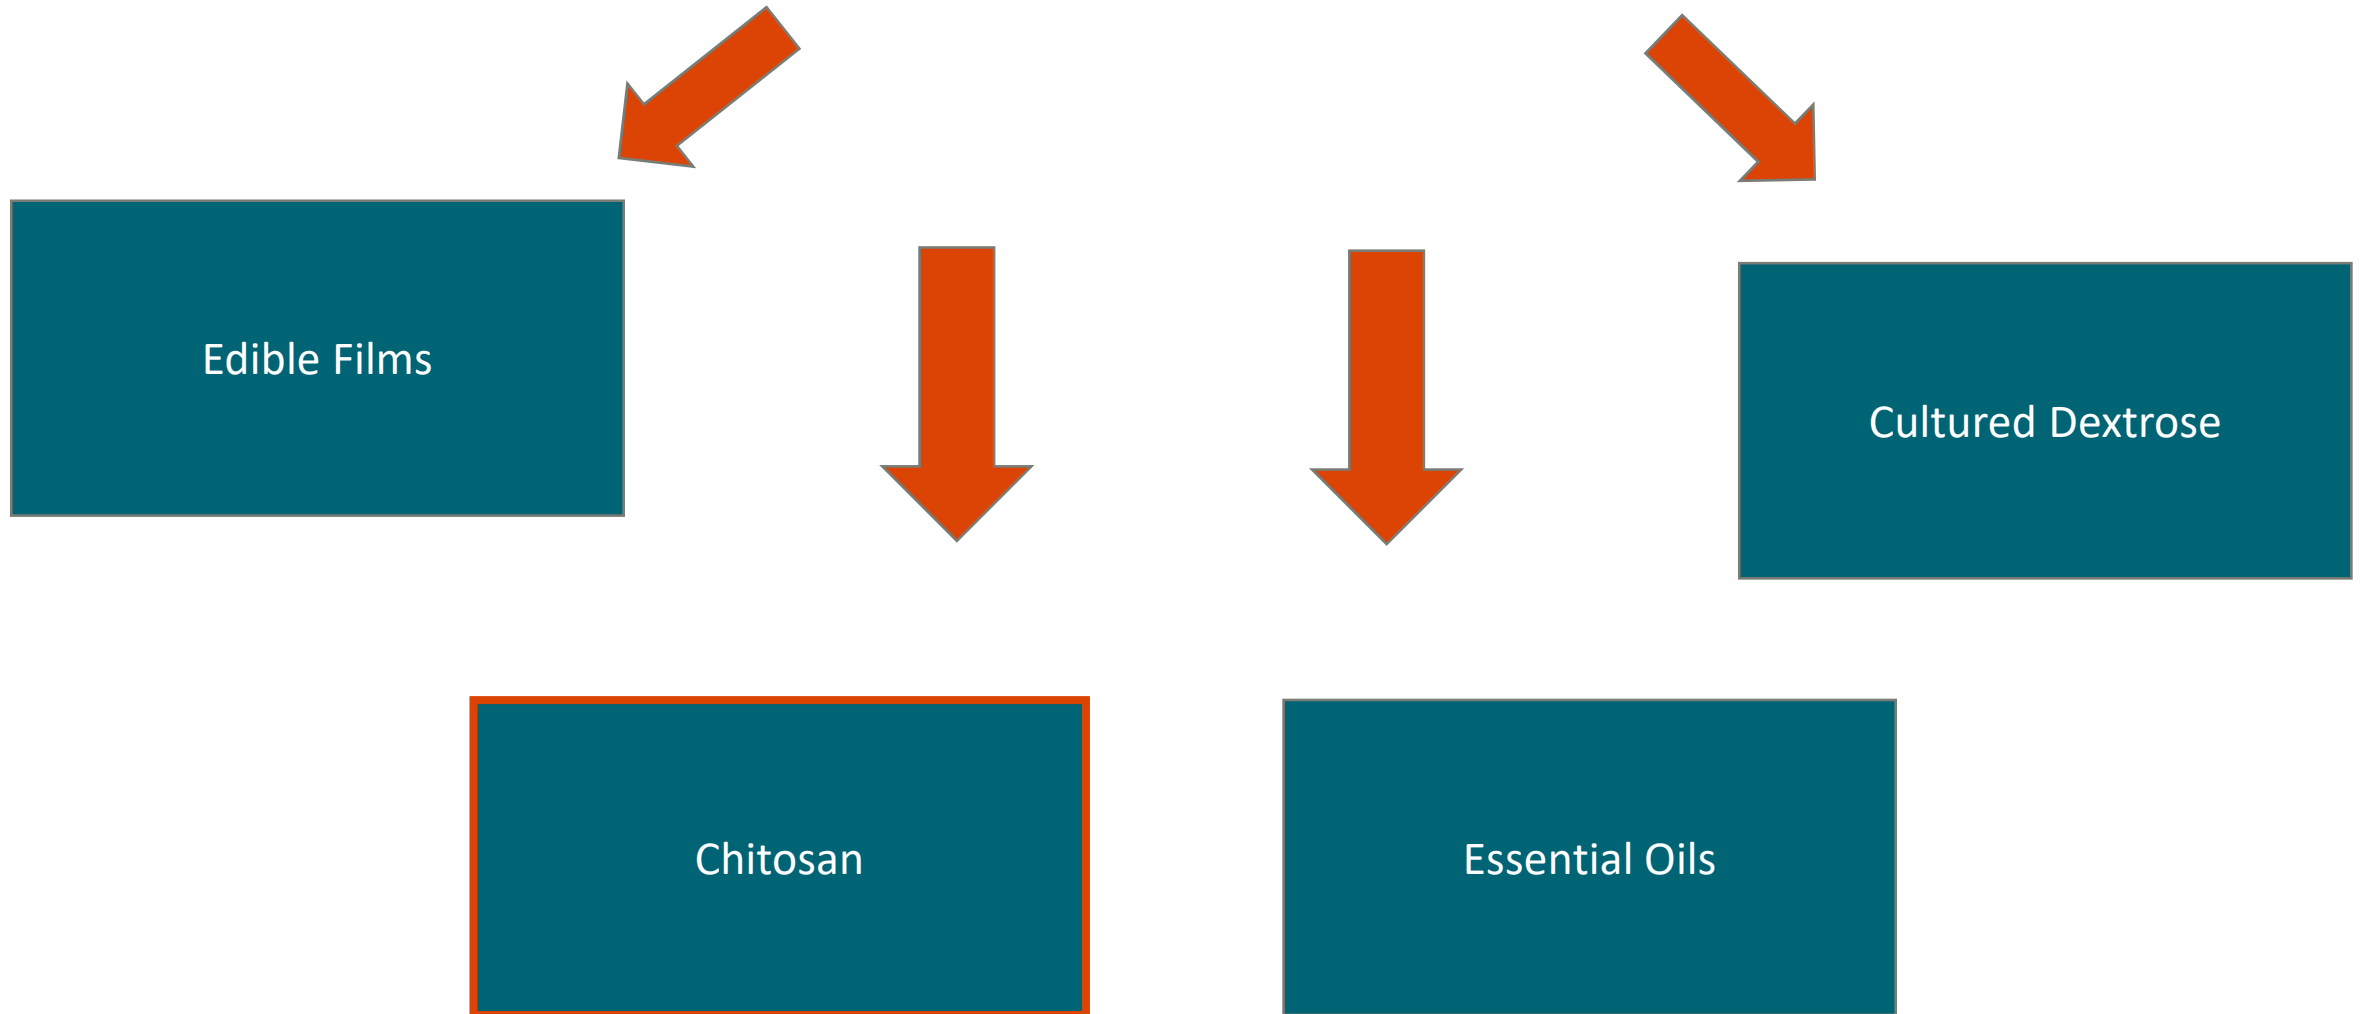 Edible Films
Cultured Dextrose
Chitosan
Essential Oils